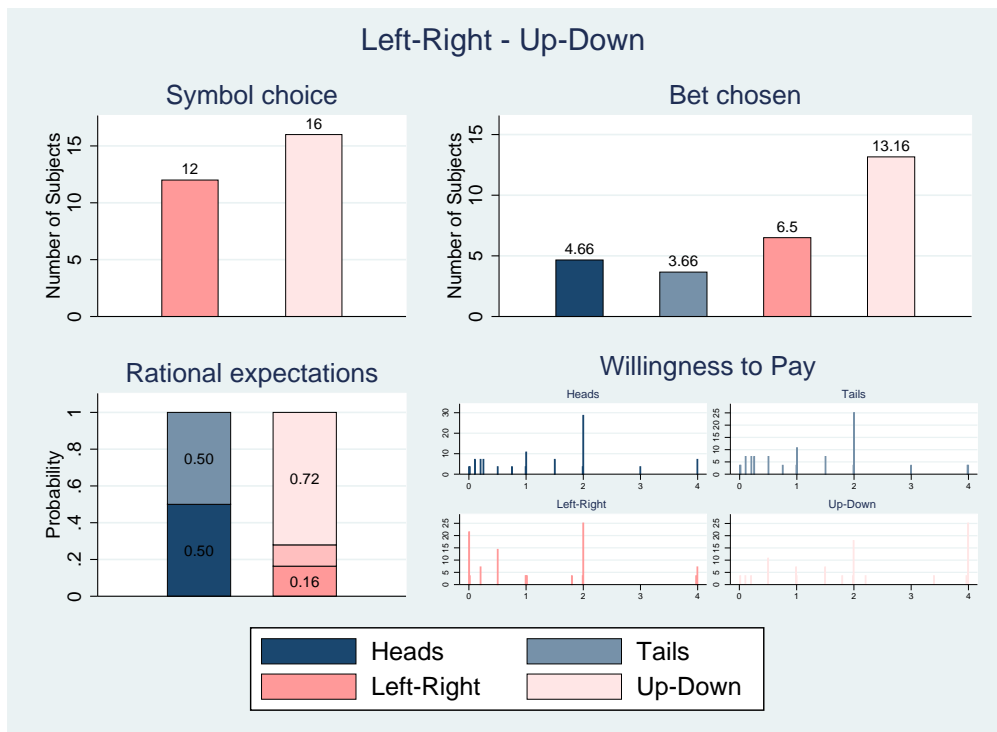 Left-Right - Up-Down
Symbol choice
Number of Subjects
0 5 10 15
12
16
Bet chosen
Number of Subjects
0 5 10 15
4.66
3.66
6.5
13.16
Rational expectations
Probability
0 .2 .4 .6 .8 1
0.50
0.50
0.72
0.16
Willingness to Pay
Heads
0 5 10 15 20 30
0 1 2 3 4
Tails
0 5 10 15 20 25
0 1 2 3 4
Left-Right
0 5 10 15 20 25
0 1 2 3 4
Up-Down
0 5 10 15 20 25
0 1 2 3 4
Heads Tails
Left-Right Up-Down